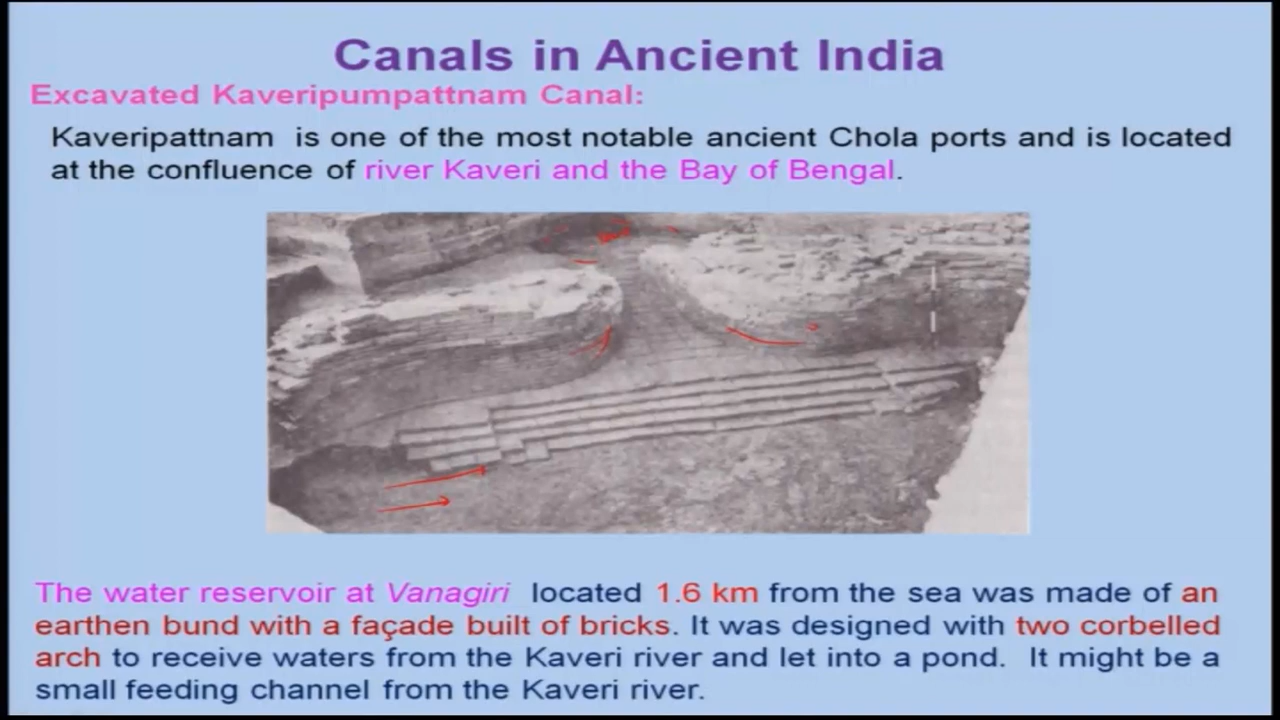 Canals in Ancient India
Excavated Kaveripumpattnam Canal:
Kaveripattnam is one of the most notable ancient Chola ports and is located
at the confluence of river Kaveri and the Bay of Bengal.
The water reservoir at Vanagiri located 1.6 km from the sea was made of an
earthen bund with a façade built of bricks. It was designed with two corbelled
arch to receive waters from the Kaveri river and let into a pond. It might be a
small feeding channel from the Kaveri river.